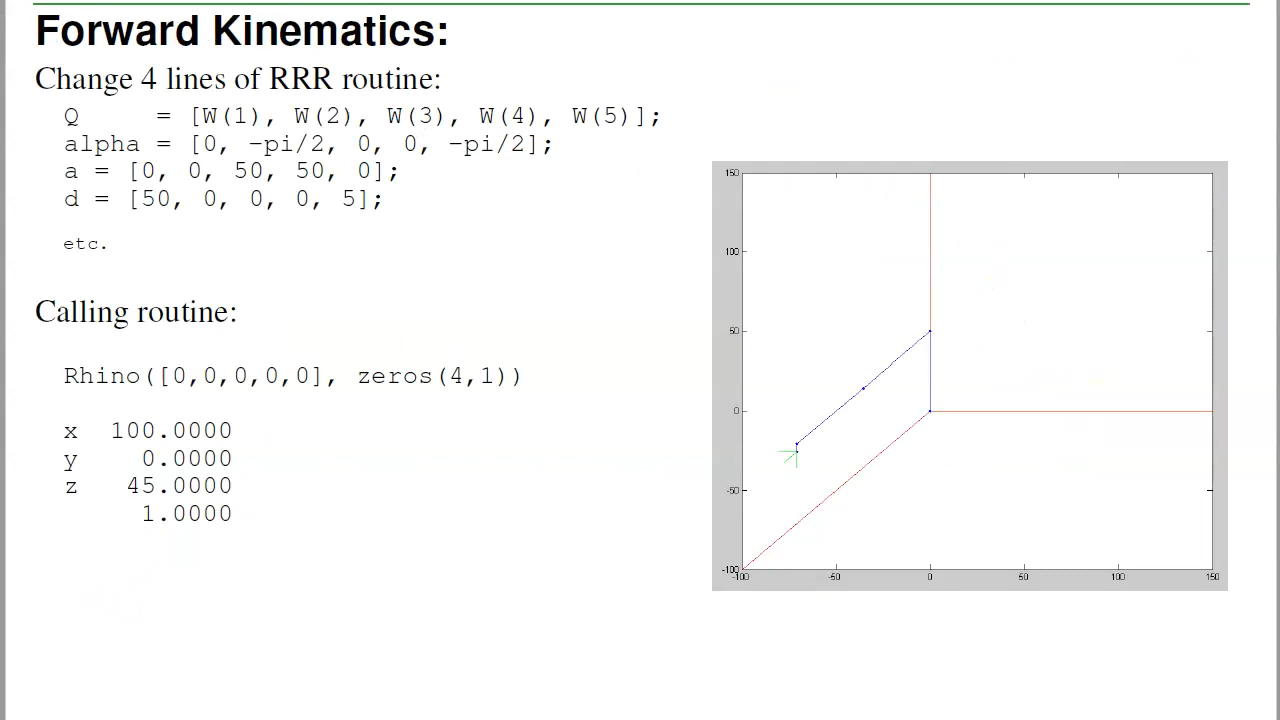 Forward Kinematics:
Change 4 lines of RRR routine:
Q = [W(1), W(2), W(3), W(4), W(5)];
alpha = [0, -pi/2, 0, 0, -pi/2];
a = [0, 0, 50, 50, 0];
d = [50, 0, 0, 0, 5];
etc.
Calling routine:
Rhino([0,0,0,0,0], zeros(4,1))
x 100.0000
y 0.0000
z 45.0000
1.0000
150
100
50
0
-50
-100
-100 -50 0 50 100 150